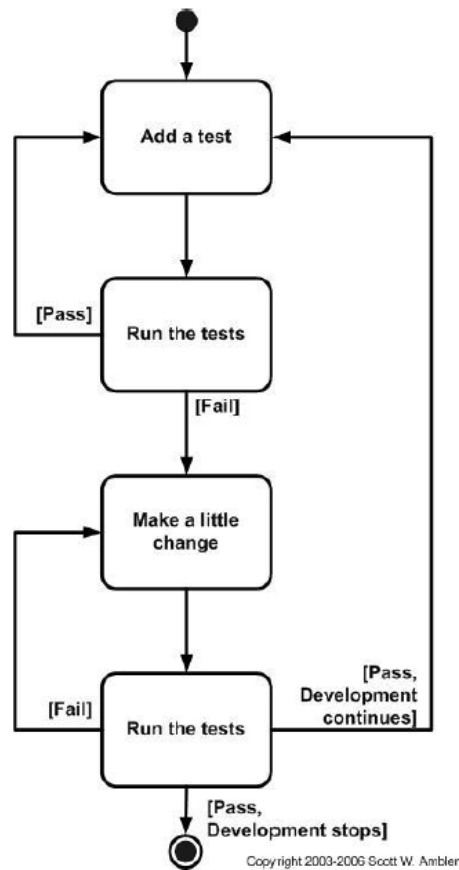 Add a test
[Pass]
Run the tests
[Fail]
Make a little
change
[Fail]
Run the tests
[Pass,
Development
continues]
[Pass,
Development stops]
Copyright 2003-2006 Scott W. Ambler